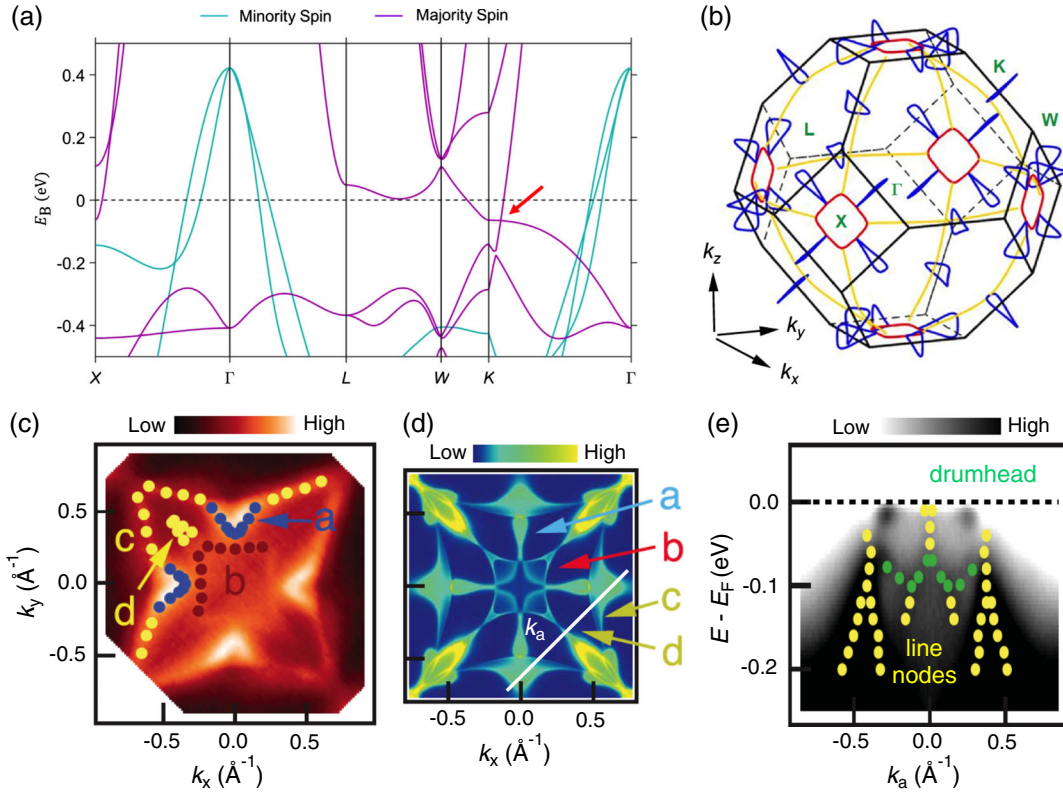 (a)
Minority Spin
Majority Spin
E_B (eV)
0.4
0.2
0
-0.2
-0.4
X
Γ
L
W
K
Γ
(b)
K
W
L
Γ
X
k_z
k_y
k_x
(c)
Low
High
a
c
b
d
k_y (Å⁻¹)
0.5
0.0
-0.5
-0.5
0.0
0.5
k_x (Å⁻¹)
(d)
Low
High
a
b
c
k_a
d
-0.5
0.0
0.5
k_x (Å⁻¹)
(e)
Low
High
drumhead
line
nodes
E - E_F (eV)
0.0
-0.1
-0.2
-0.5
0.0
0.5
k_a (Å⁻¹)